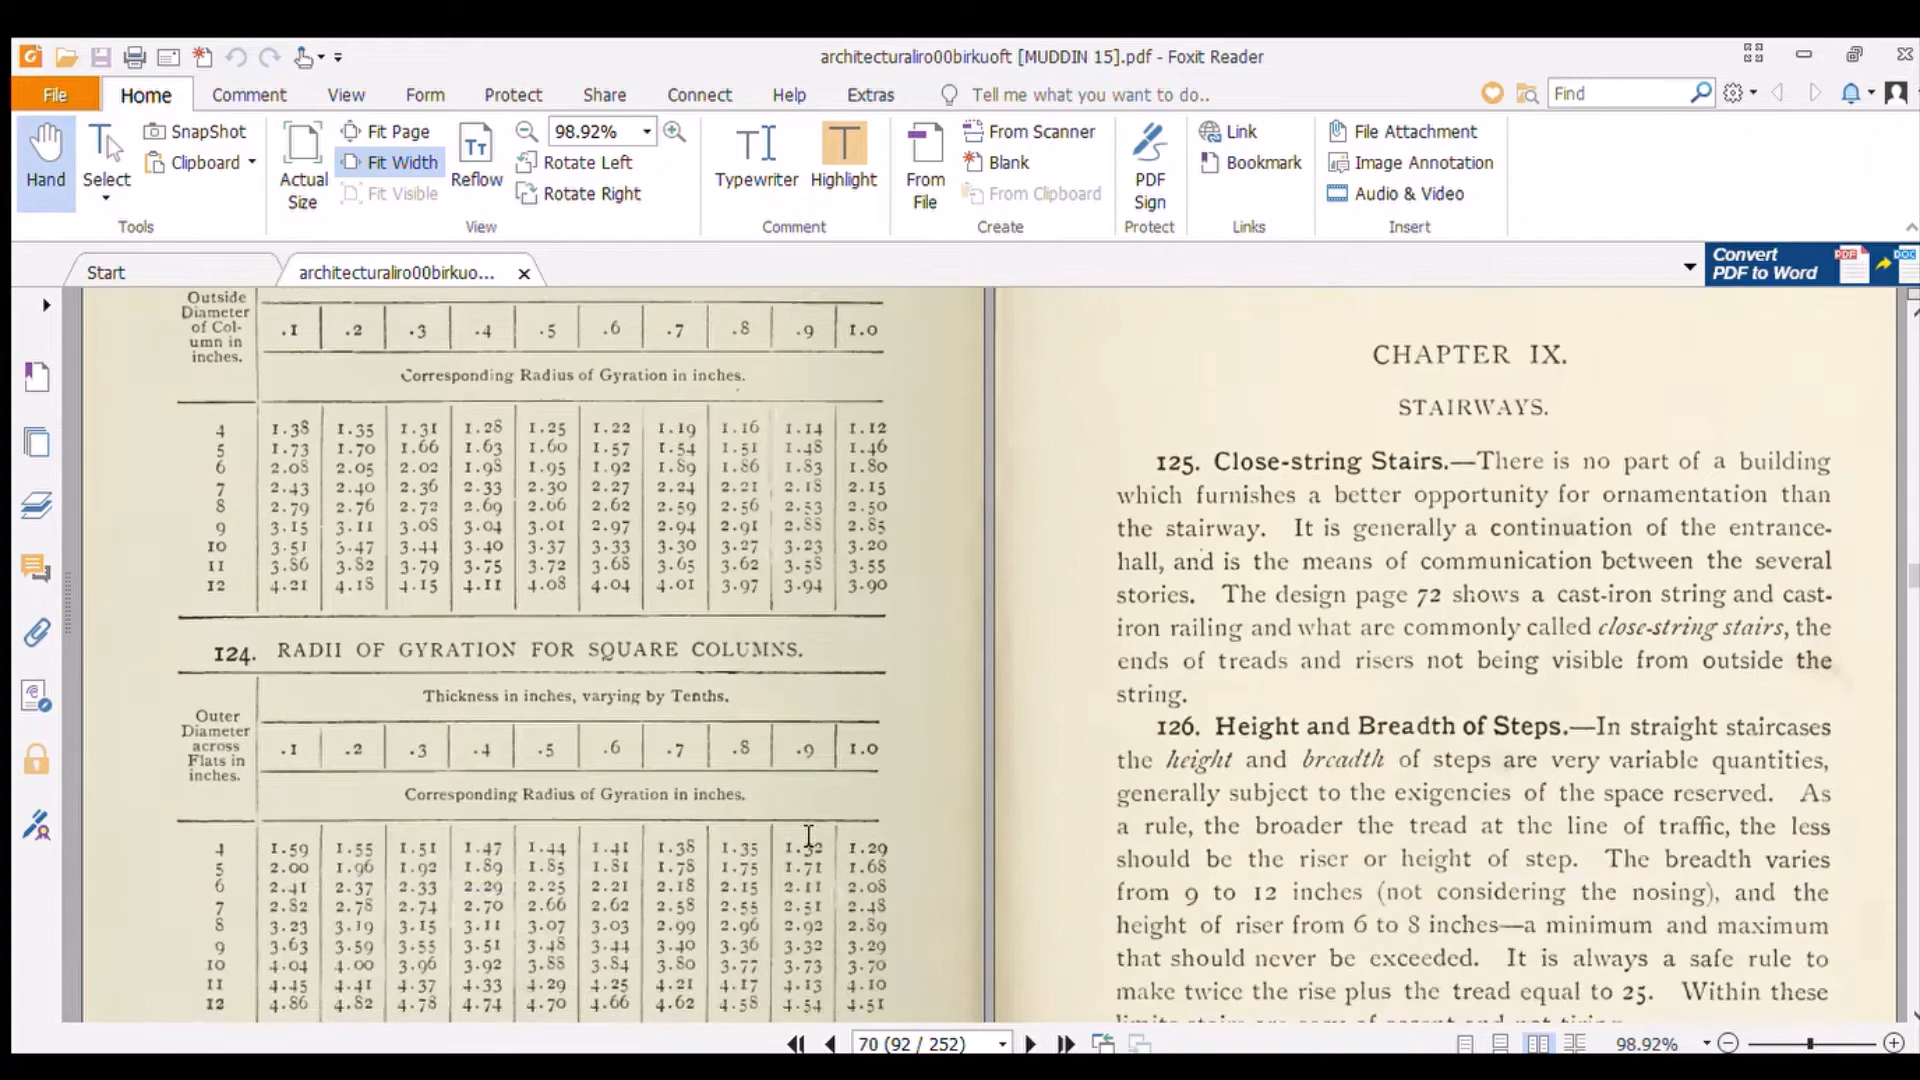 architecturaliro00birkuoft [MUDDIN 15].pdf - Foxit Reader
File Home Comment View Form Protect Share Connect Help Extras Tell me what you want to do.. Find
Hand Select SnapShot Clipboard Actual Size Fit Page Fit Width Fit Visible Reflow 98.92% Rotate Left Rotate Right Typewriter Highlight From File From Scanner Blank From Clipboard PDF Sign Link Bookmark File Attachment Image Annotation Audio & Video
Tools View Comment Create Protect Links Insert
Start architecturaliro00birkuo... Convert PDF to Word PDF DOC
Outside
Diameter
of Col-
umn in
inches.
.1 .2 .3 .4 .5 .6 .7 .8 .9 1.0
Corresponding Radius of Gyration in inches.
4 1.38 1.35 1.31 1.28 1.25 1.22 1.19 1.16 1.14 1.12
5 1.73 1.70 1.66 1.63 1.60 1.57 1.54 1.51 1.48 1.46
6 2.08 2.05 2.02 1.98 1.95 1.92 1.89 1.86 1.83 1.80
7 2.43 2.40 2.36 2.33 2.30 2.27 2.24 2.21 2.18 2.15
8 2.79 2.76 2.72 2.69 2.66 2.62 2.59 2.56 2.53 2.50
9 3.15 3.11 3.08 3.04 3.01 2.97 2.94 2.91 2.88 2.85
10 3.51 3.47 3.44 3.40 3.37 3.33 3.30 3.27 3.23 3.20
11 3.86 3.82 3.79 3.75 3.72 3.68 3.65 3.62 3.58 3.55
12 4.21 4.18 4.15 4.11 4.08 4.04 4.01 3.97 3.94 3.90
124. RADII OF GYRATION FOR SQUARE COLUMNS.
Outer
Diameter
across
Flats in
inches.
Thickness in inches, varying by Tenths.
.1 .2 .3 .4 .5 .6 .7 .8 .9 1.0
Corresponding Radius of Gyration in inches.
4 1.59 1.55 1.51 1.47 1.44 1.41 1.38 1.35 1.32 1.29
5 2.00 1.96 1.92 1.89 1.85 1.81 1.78 1.75 1.71 1.68
6 2.41 2.37 2.33 2.29 2.25 2.21 2.18 2.15 2.11 2.08
7 2.82 2.78 2.74 2.70 2.66 2.62 2.58 2.55 2.51 2.48
8 3.23 3.19 3.15 3.11 3.07 3.03 2.99 2.96 2.92 2.89
9 3.63 3.59 3.55 3.51 3.48 3.44 3.40 3.36 3.32 3.29
10 4.04 4.00 3.96 3.92 3.88 3.84 3.80 3.77 3.73 3.70
11 4.45 4.41 4.37 4.33 4.29 4.25 4.21 4.17 4.13 4.10
12 4.86 4.82 4.78 4.74 4.70 4.66 4.62 4.58 4.54 4.51
CHAPTER IX.
STAIRWAYS.
125. Close-string Stairs.—There is no part of a building
which furnishes a better opportunity for ornamentation than
the stairway. It is generally a continuation of the entrance-
hall, and is the means of communication between the several
stories. The design page 72 shows a cast-iron string and cast-
iron railing and what are commonly called close-string stairs, the
ends of treads and risers not being visible from outside the
string.
126. Height and Breadth of Steps.—In straight staircases
the height and breadth of steps are very variable quantities,
generally subject to the exigencies of the space reserved. As
a rule, the broader the tread at the line of traffic, the less
should be the riser or height of step. The breadth varies
from 9 to 12 inches (not considering the nosing), and the
height of riser from 6 to 8 inches—a minimum and maximum
that should never be exceeded. It is always a safe rule to
make twice the rise plus the tread equal to 25. Within these
70 (92 / 252) 98.92%